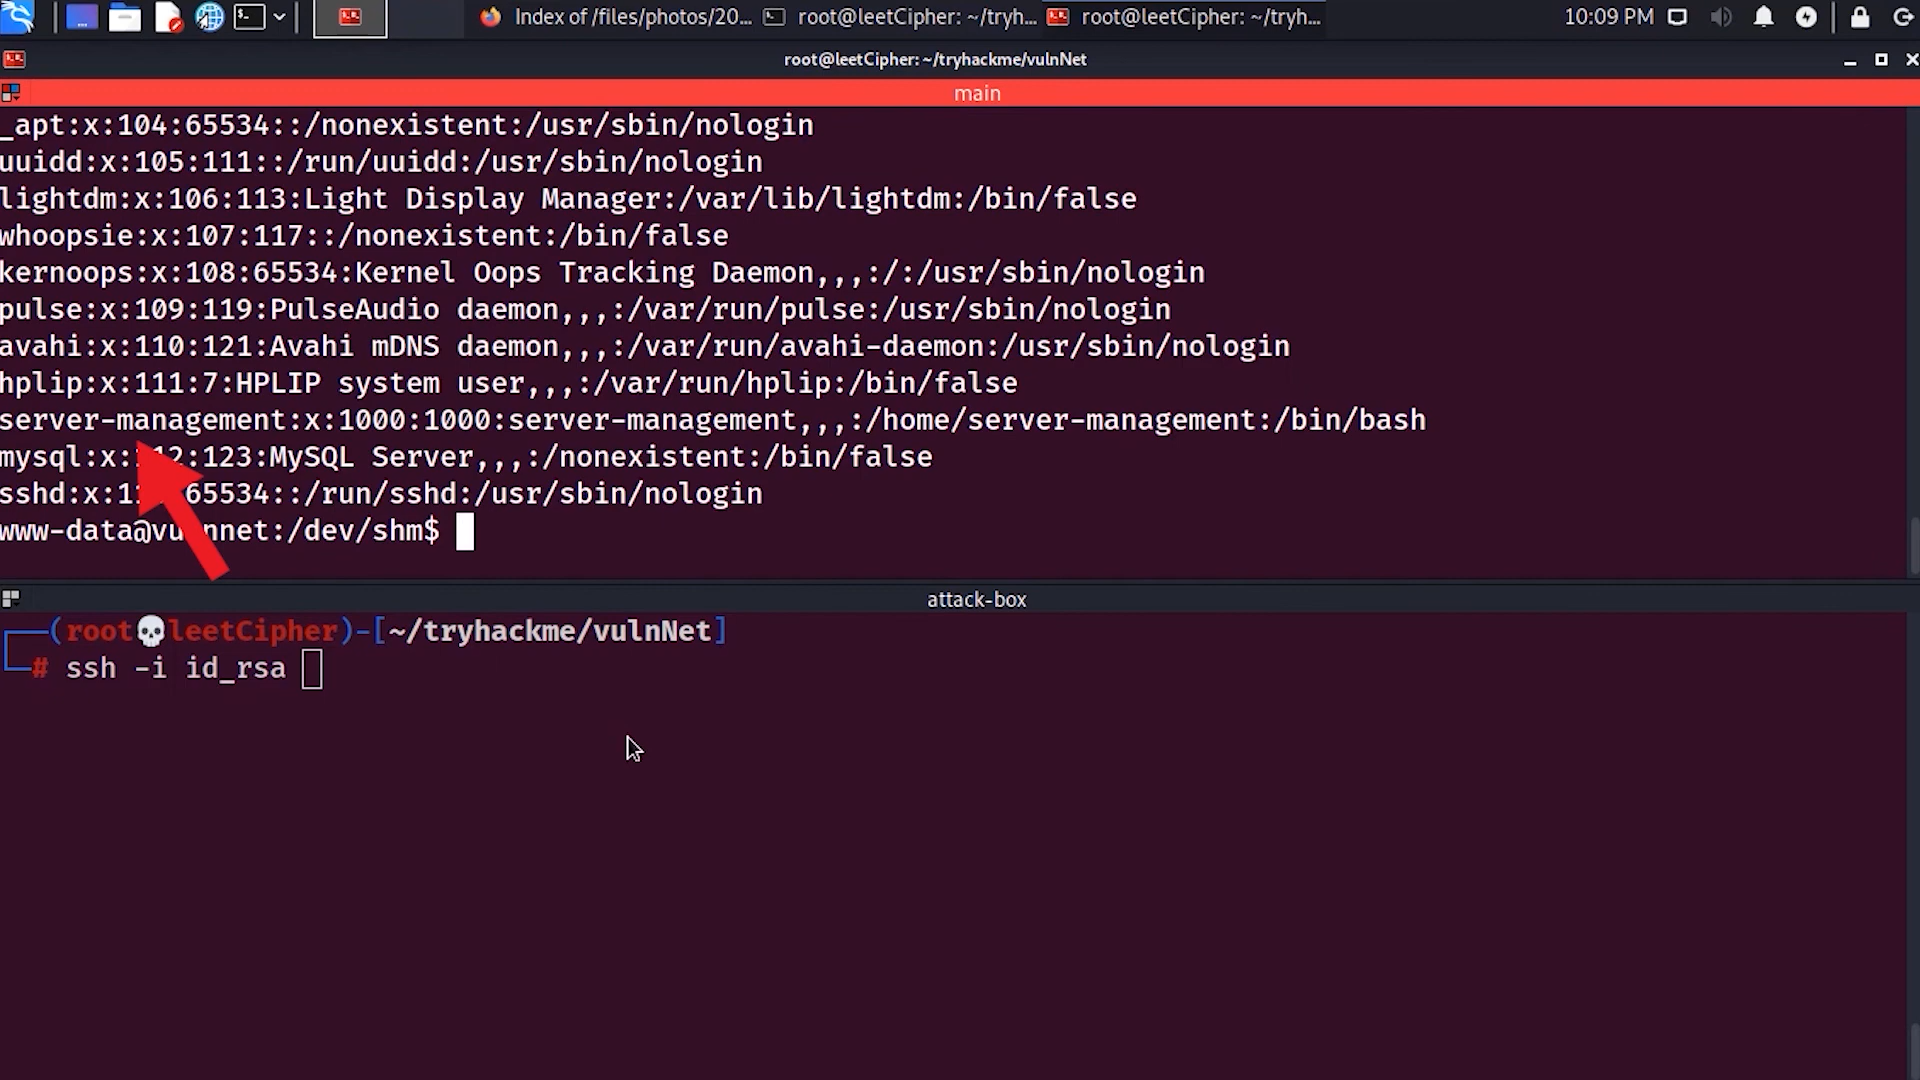 Index of /files/photos/20...
root@leetCipher: ~/tryh...
root@leetCipher: ~/tryh...
10:09 PM
root@leetCipher: ~/tryhackme/vulnNet
main
_apt:x:104:65534::/nonexistent:/usr/sbin/nologin
uuidd:x:105:111::/run/uuidd:/usr/sbin/nologin
lightdm:x:106:113:Light Display Manager:/var/lib/lightdm:/bin/false
whoopsie:x:107:117::/nonexistent:/bin/false
kernoops:x:108:65534:Kernel Oops Tracking Daemon,,,:/:/usr/sbin/nologin
pulse:x:109:119:PulseAudio daemon,,,:/var/run/pulse:/usr/sbin/nologin
avahi:x:110:121:Avahi mDNS daemon,,,:/var/run/avahi-daemon:/usr/sbin/nologin
hplip:x:111:7:HPLIP system user,,,:/var/run/hplip:/bin/false
server-management:x:1000:1000:server-management,,,:/home/server-management:/bin/bash
mysql:x:112:123:MySQL Server,,,:/nonexistent:/bin/false
sshd:x:1 65534::/run/sshd:/usr/sbin/nologin
www-data@vulnnet:/dev/shm$
attack-box
(root💀leetCipher)-[~/tryhackme/vulnNet]
# ssh -i id_rsa